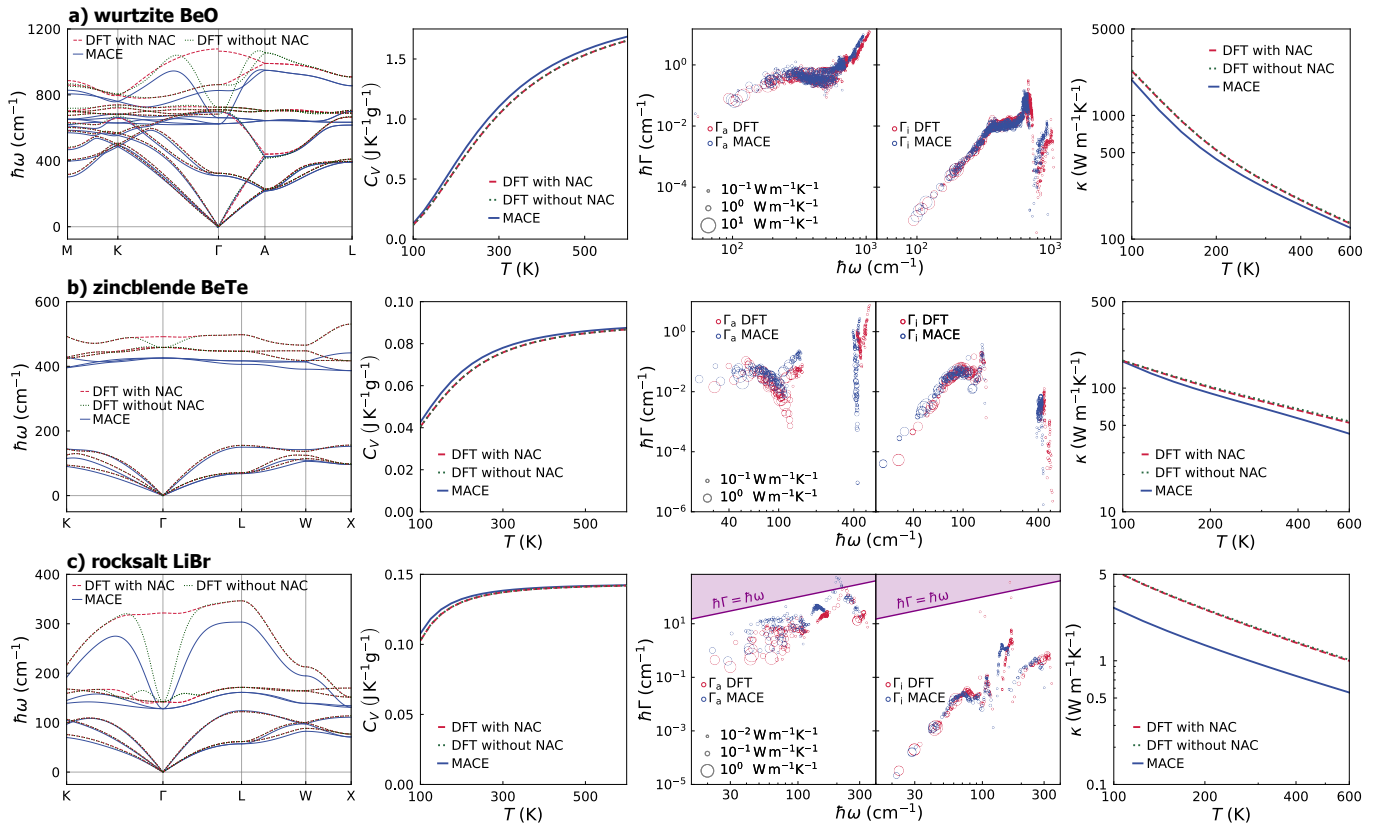 a) wurtzite BeO
ħω (cm⁻¹)
1200
800
400
0
DFT with NAC
DFT without NAC
MACE
M K Γ A L
C_V (J K⁻¹g⁻¹)
1.5
1.0
0.5
0.0
DFT with NAC
DFT without NAC
MACE
100 300 500
T (K)
ħΓ (cm⁻¹)
10⁰
10⁻²
10⁻⁴
Γₐ DFT
Γₐ MACE
10⁻¹ W m⁻¹K⁻¹
10⁰ W m⁻¹K⁻¹
10¹ W m⁻¹K⁻¹
Γᵢ DFT
Γᵢ MACE
10² 10³ 10² 10³
ħω (cm⁻¹)
κ (W m⁻¹K⁻¹)
5000
1000
500
100
DFT with NAC
DFT without NAC
MACE
100 200 400 600
T (K)
b) zincblende BeTe
ħω (cm⁻¹)
600
400
200
0
DFT with NAC
DFT without NAC
MACE
K Γ L W X
C_V (J K⁻¹g⁻¹)
0.10
0.08
0.06
0.04
0.02
0.00
DFT with NAC
DFT without NAC
MACE
100 300 500
T (K)
ħΓ (cm⁻¹)
10⁰
10⁻²
10⁻⁴
10⁻⁶
Γₐ DFT
Γₐ MACE
10⁻¹ W m⁻¹K⁻¹
10⁰ W m⁻¹K⁻¹
Γᵢ DFT
Γᵢ MACE
40 100 400 40 100 400
ħω (cm⁻¹)
κ (W m⁻¹K⁻¹)
500
100
50
10
DFT with NAC
DFT without NAC
MACE
100 200 400 600
T (K)
c) rocksalt LiBr
ħω (cm⁻¹)
400
300
200
100
0
DFT with NAC
DFT without NAC
MACE
K Γ L W X
C_V (J K⁻¹g⁻¹)
0.15
0.10
0.05
0.00
DFT with NAC
DFT without NAC
MACE
100 300 500
T (K)
ħΓ (cm⁻¹)
10¹
10⁻¹
10⁻³
10⁻⁵
ħΓ = ħω
Γₐ DFT
Γₐ MACE
10⁻² W m⁻¹K⁻¹
10⁻¹ W m⁻¹K⁻¹
10⁰ W m⁻¹K⁻¹
ħΓ = ħω
Γᵢ DFT
Γᵢ MACE
30 100 300 30 100 300
ħω (cm⁻¹)
κ (W m⁻¹K⁻¹)
5
1
0.5
0.1
DFT with NAC
DFT without NAC
MACE
100 200 400 600
T (K)